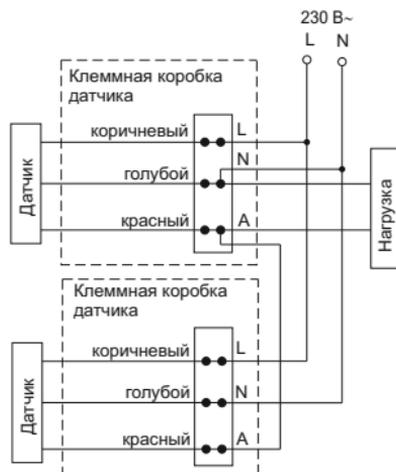 230 В~
L N
Клеммная коробка
датчика
Датчик
коричневый L
голубой N
красный A
Нагрузка
Клеммная коробка
датчика
Датчик
коричневый L
голубой N
красный A